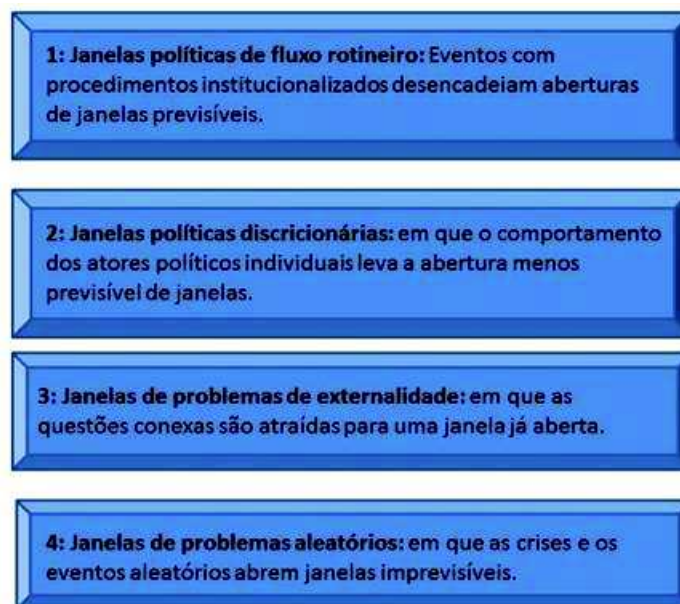 1: Janelas políticas de fluxo rotineiro: Eventos com
procedimentos institucionalizados desencadeiam aberturas
de janelas previsíveis.
2: Janelas políticas discricionárias: em que o comportamento
dos atores políticos individuais leva a abertura menos
previsível de janelas.
3: Janelas de problemas de externalidade: em que as
questões conexas são atraídas para uma janela já aberta.
4: Janelas de problemas aleatórios: em que as crises e os
eventos aleatórios abrem janelas imprevisíveis.